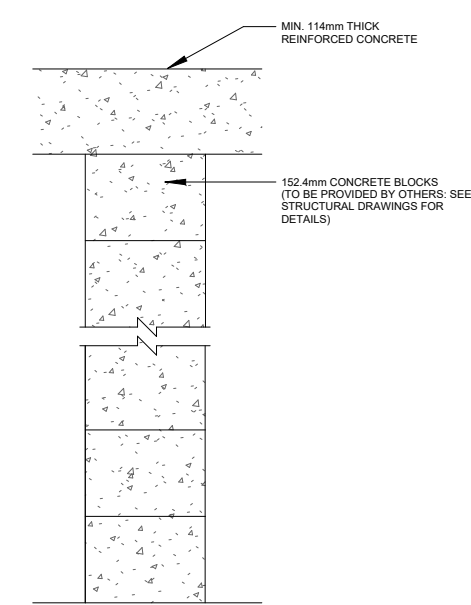 MIN. 114mm THICK
REINFORCED CONCRETE
152.4mm CONCRETE BLOCKS
(TO BE PROVIDED BY OTHERS: SEE
STRUCTURAL DRAWINGS FOR
DETAILS)